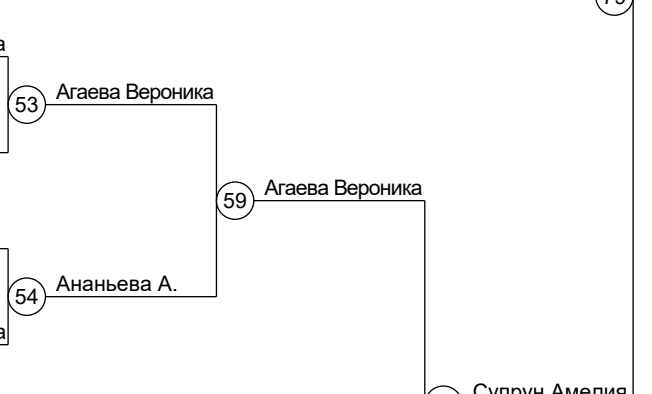 53
Агаева Вероника
59
Агаева Вероника
54
Ананьева А.
Супрун Амелия